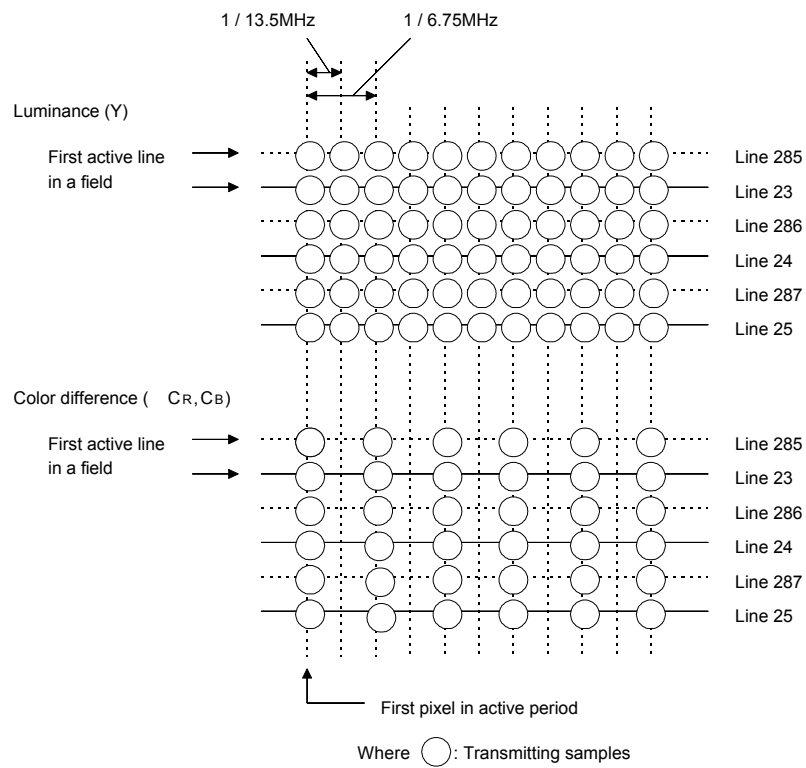 1 / 13.5MHz
1 / 6.75MHz
Luminance (Y)
First active line
in a field
Line 285
Line 23
Line 286
Line 24
Line 287
Line 25
Color difference ( CR,CB)
First active line
in a field
Line 285
Line 23
Line 286
Line 24
Line 287
Line 25
First pixel in active period
Where : Transmitting samples